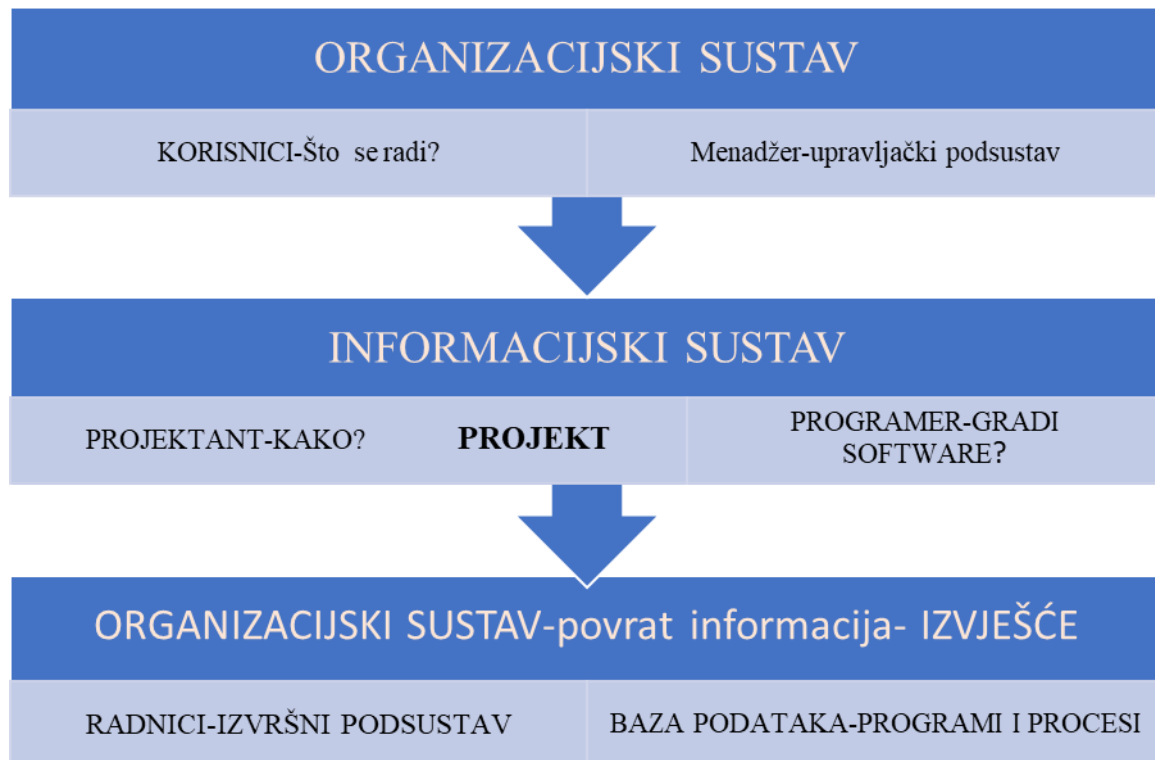 ORGANIZACIJSKI SUSTAV
KORISNICI-Što se radi?
Menadžer-upravljački podsustav
INFORMACIJSKI SUSTAV
PROJEKTANT-KAKO? PROJEKT
PROGRAMER-GRADI
SOFTWARE?
ORGANIZACIJSKI SUSTAV-povrat informacija- IZVJEŠĆE
RADNICI-IZVRŠNI PODSUSTAV
BAZA PODATAKA-PROGRAMI I PROCESI